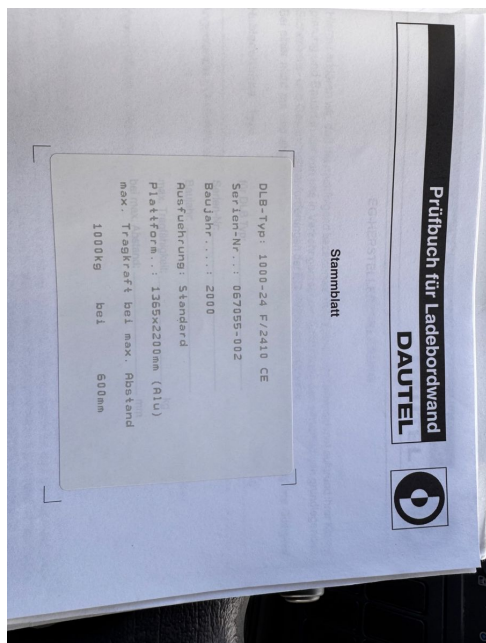 Prüfbuch für Ladebordwand
DAUTEL
Stammblatt
DLB-Typ: 1000-24 F/2410 CE
Serien-Nr..: 067055-002
Baujahr....: 2000
Ausfuehrung: Standard
Plattform..: 1365x2200mm (Alu)
max. Tragkraft bei max. Abstand
1000kg bei 600mm